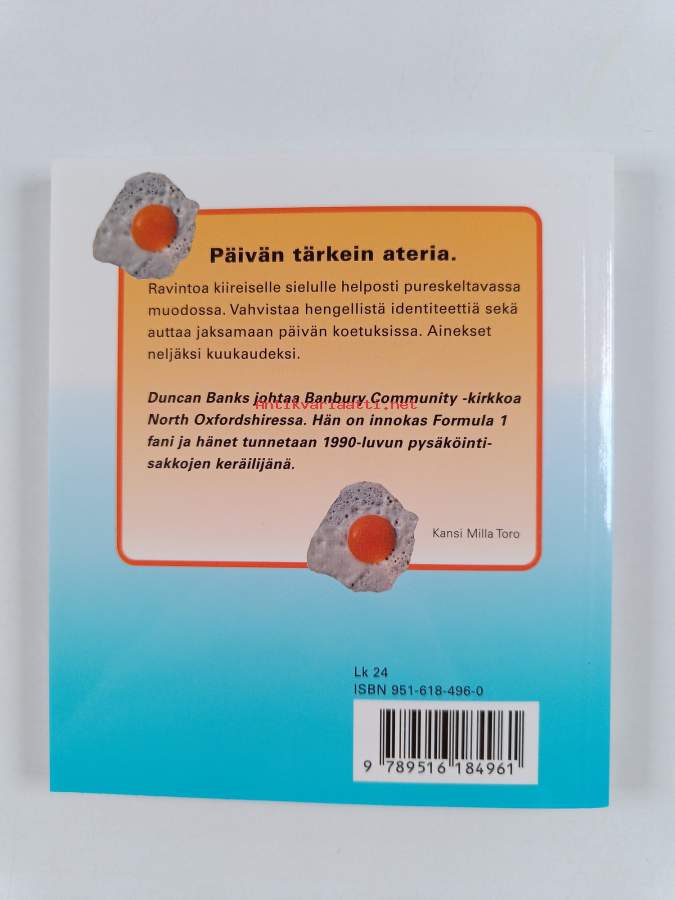 Päivän tärkein ateria.
Ravintoa kiireiselle sielulle helposti pureskeltavassa
muodossa. Vahvistaa hengellistä identiteettiä sekä
auttaa jaksamaan päivän koetuksissa. Ainekset
neljäksi kuukaudeksi.
Duncan Banks johtaa Banbury Community -kirkkoa
Antikvariaatti.net
North Oxfordshiressa. Hän on innokas Formula 1
fani ja hänet tunnetaan 1990-luvun pysäköinti-
sakkojen keräilijänä.
Kansi Milla Toro
Lk 24
ISBN 951-618-496-0
9 789516 184961